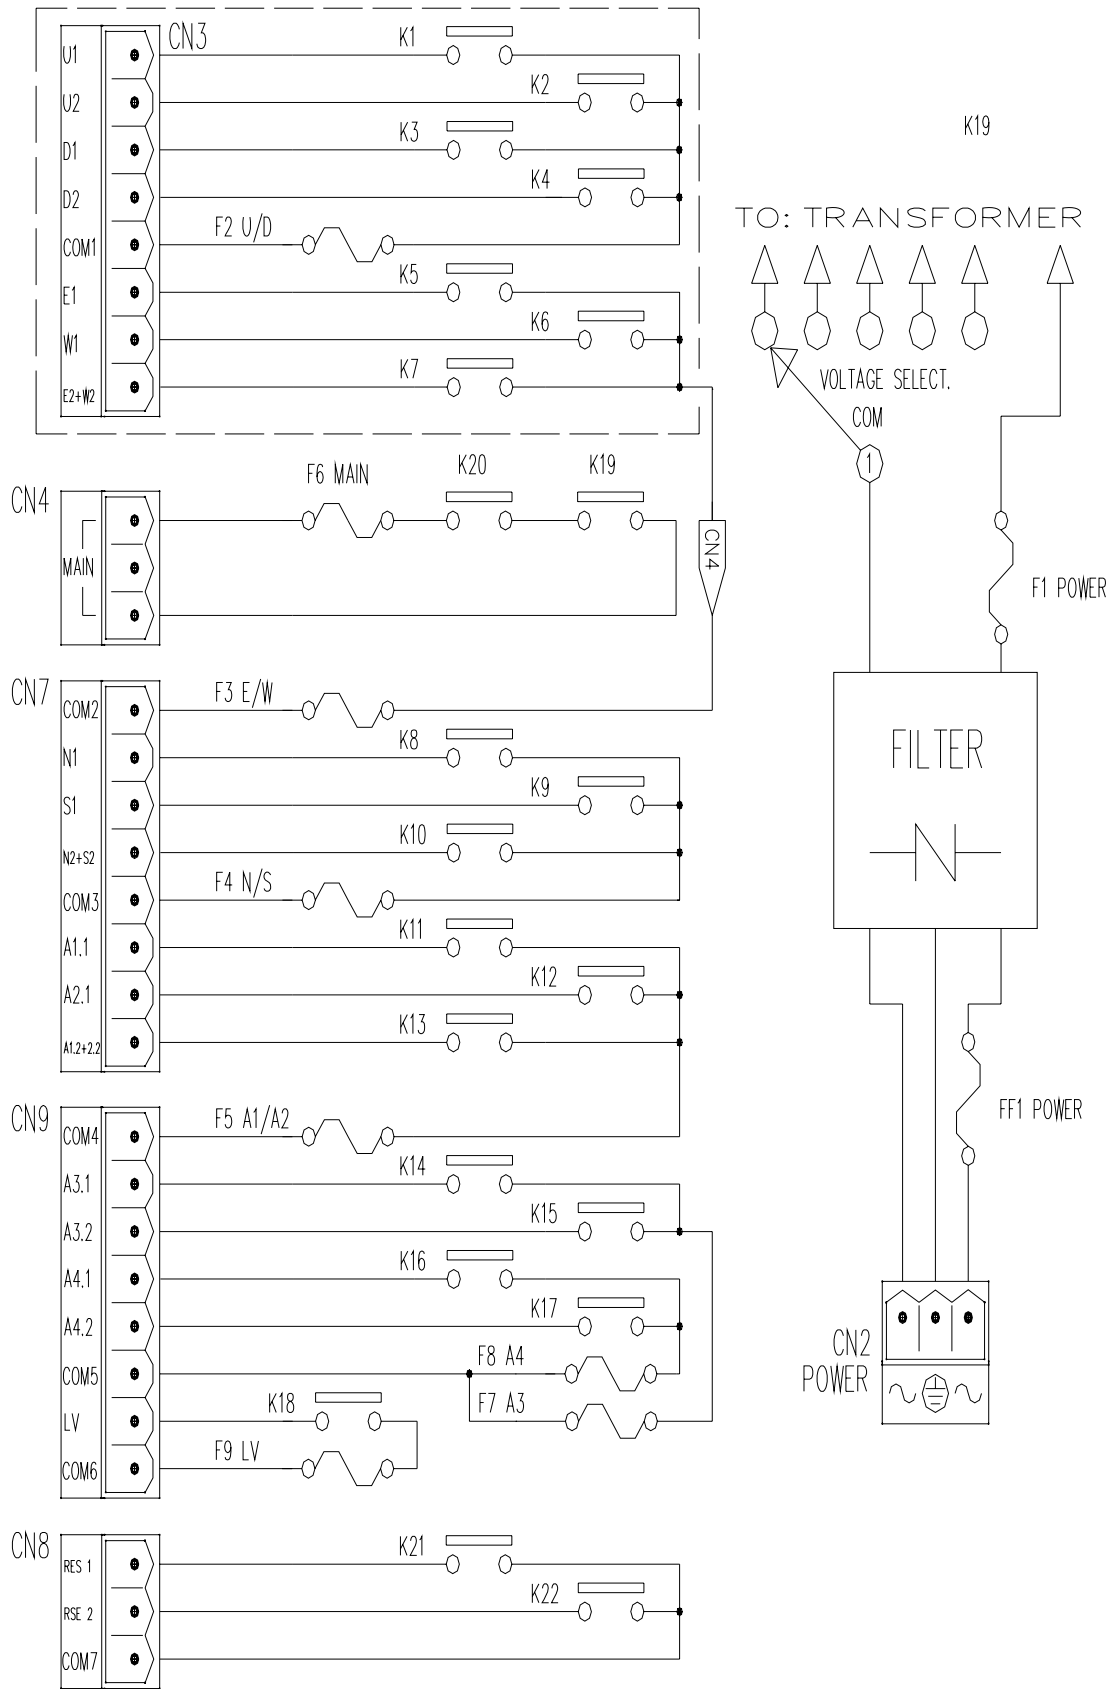 CN3
U1
K1
U2
K2
D1
K3
D2
K4
COM1
F2 U/D
E1
K5
W1
K6
E2+W2
K7
K19
TO: TRANSFORMER
VOLTAGE SELECT.
COM
1
F1 POWER
FILTER
FF1 POWER
CN2
POWER
CN4
MAIN
F6 MAIN
K20
K19
CN4
CN7
COM2
F3 E/W
N1
K8
S1
K9
N2+S2
K10
COM3
F4 N/S
A1.1
K11
A2.1
K12
A1.2+2.2
K13
CN9
COM4
F5 A1/A2
A3.1
K14
A3.2
K15
A4.1
K16
A4.2
K17
COM5
F8 A4
F7 A3
LV
K18
COM6
F9 LV
CN8
RES 1
K21
RSE 2
K22
COM7